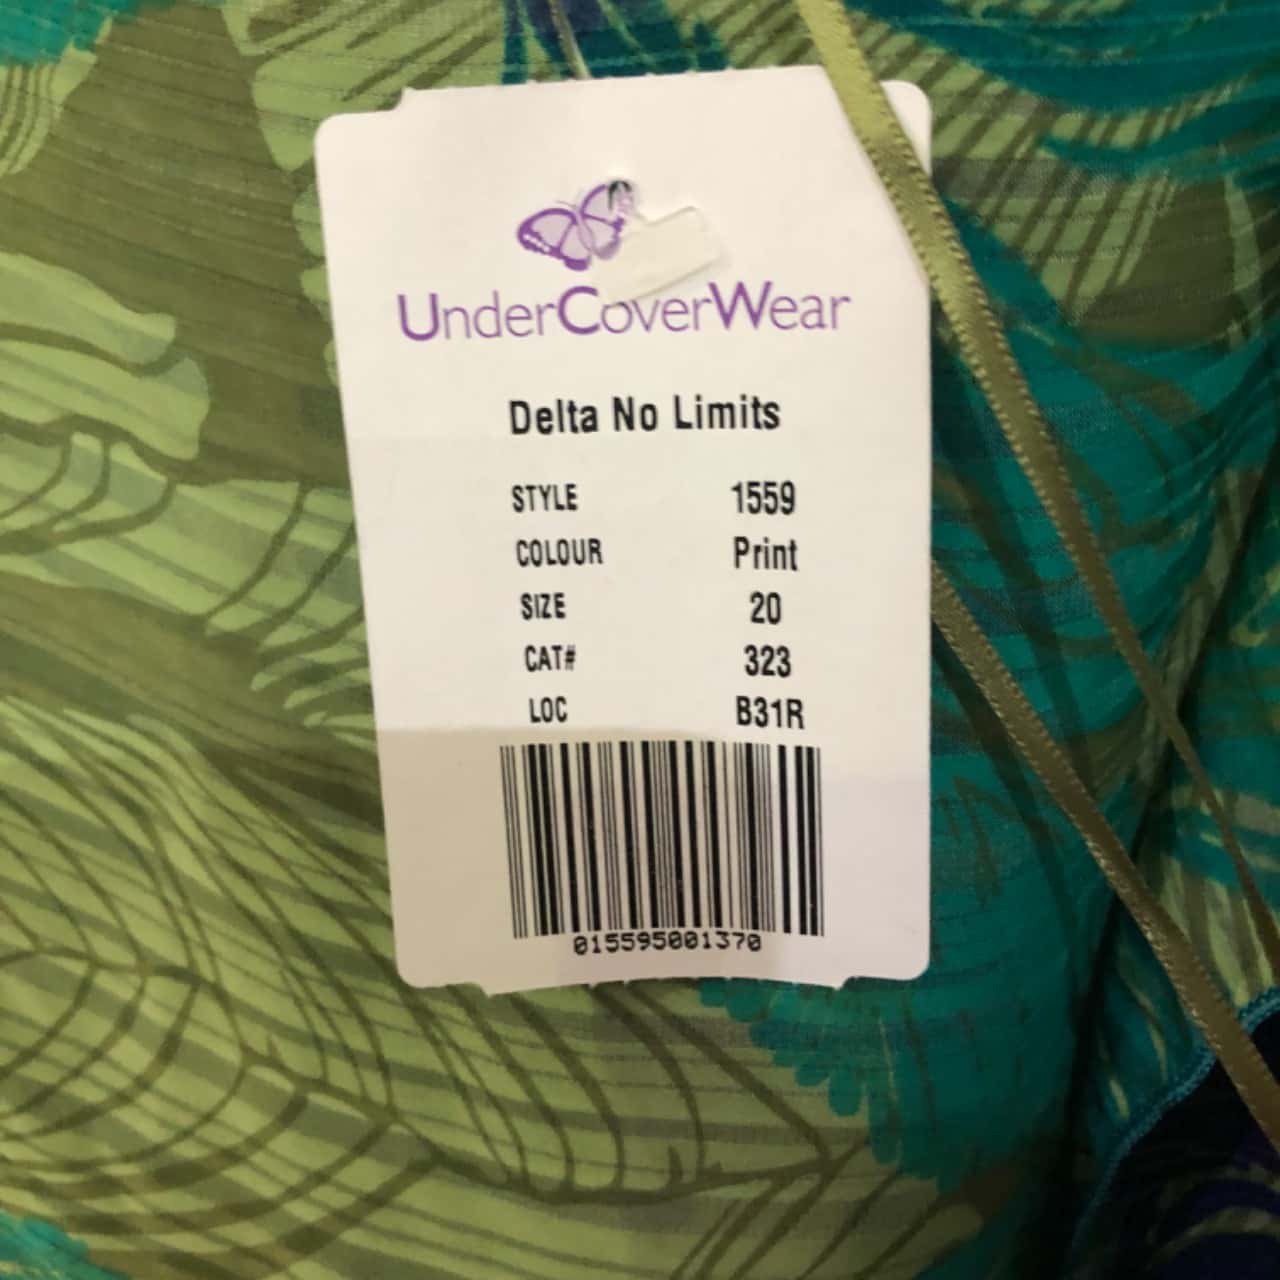 UnderCoverWear
Delta No Limits
STYLE 1559
COLOUR Print
SIZE 20
CAT# 323
LOC B31R
015595001370